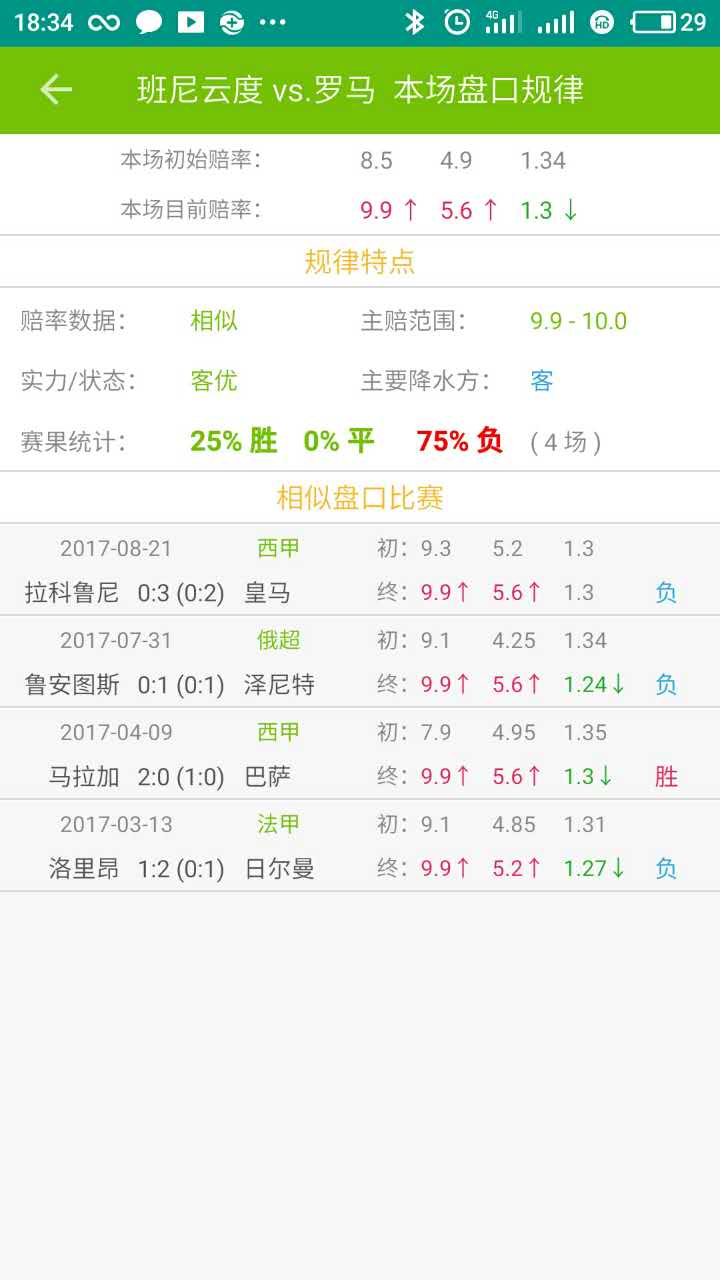 18:34 4G HD 29
班尼云度 vs.罗马 本场盘口规律
本场初始赔率： 8.5 4.9 1.34
本场目前赔率： 9.9↑ 5.6↑ 1.3↓
规律特点
赔率数据： 相似 主赔范围： 9.9 - 10.0
实力/状态： 客优 主要降水方： 客
赛果统计： 25% 胜 0% 平 75% 负 ( 4 场 )
相似盘口比赛
2017-08-21 西甲 初：9.3 5.2 1.3
拉科鲁尼 0:3 (0:2) 皇马 终：9.9↑ 5.6↑ 1.3 负
2017-07-31 俄超 初：9.1 4.25 1.34
鲁安图斯 0:1 (0:1) 泽尼特 终：9.9↑ 5.6↑ 1.24↓ 负
2017-04-09 西甲 初：7.9 4.95 1.35
马拉加 2:0 (1:0) 巴萨 终：9.9↑ 5.6↑ 1.3↓ 胜
2017-03-13 法甲 初：9.1 4.85 1.31
洛里昂 1:2 (0:1) 日尔曼 终：9.9↑ 5.2↑ 1.27↓ 负